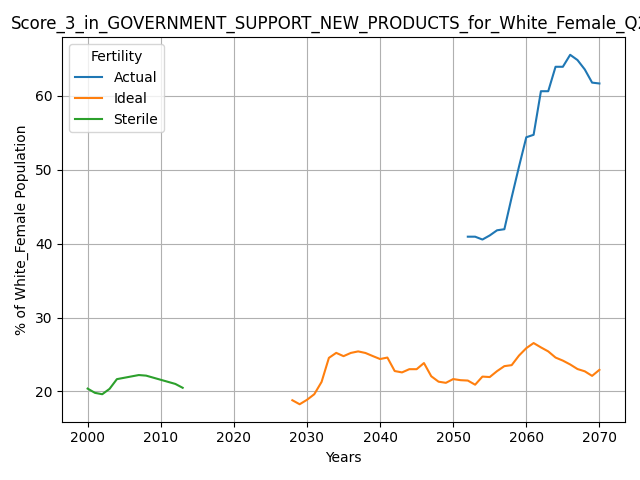 Score_3_in_GOVERNMENT_SUPPORT_NEW_PRODUCTS_for_White_Female_Q
Fertility
Actual
Ideal
Sterile
% of White_Female Population
60
50
40
30
20
2000 2010 2020 2030 2040 2050 2060 2070
Years